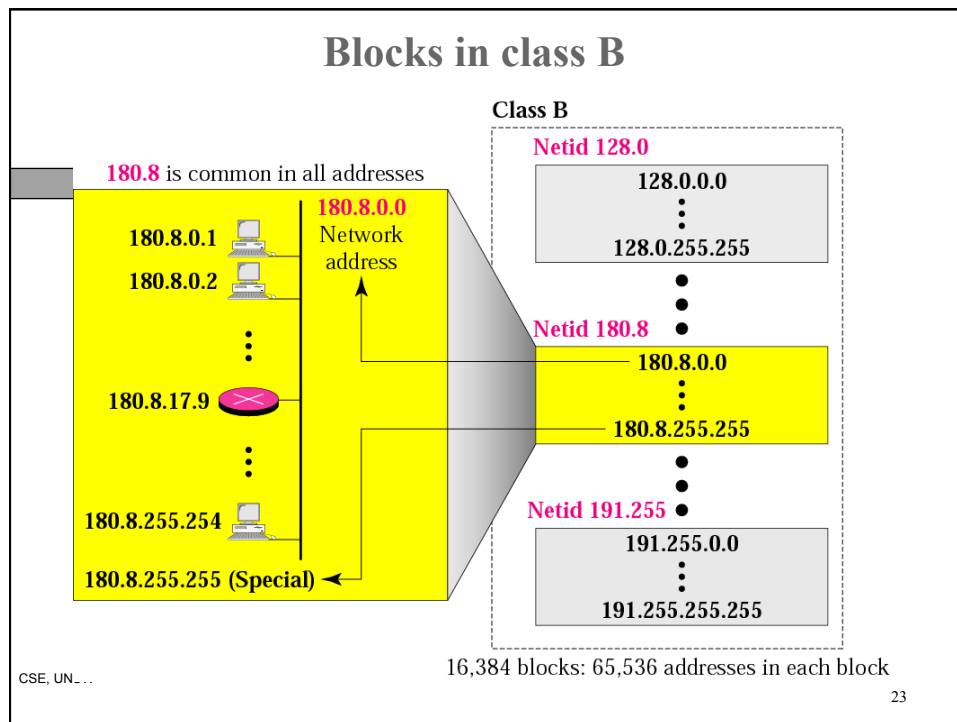 Blocks in class B
Class B
180.8 is common in all addresses
180.8.0.0
Network
address
180.8.0.1
180.8.0.2
180.8.17.9
180.8.255.254
180.8.255.255 (Special)
Netid 128.0
128.0.0.0
128.0.255.255
Netid 180.8
180.8.0.0
180.8.255.255
Netid 191.255
191.255.0.0
191.255.255.255
16,384 blocks: 65,536 addresses in each block
CSE,
23